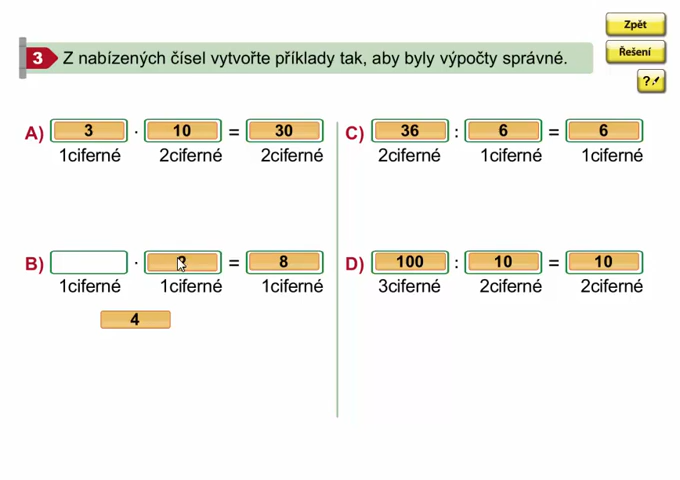 Zpět
3 Z nabízených čísel vytvořte příklady tak, aby byly výpočty správné.
Řešení
?
A) 3 · 10 = 30
1ciferné 2ciferné 2ciferné
C) 36 : 6 = 6
2ciferné 1ciferné 1ciferné
B) · = 8
1ciferné 1ciferné 1ciferné
4
D) 100 : 10 = 10
3ciferné 2ciferné 2ciferné